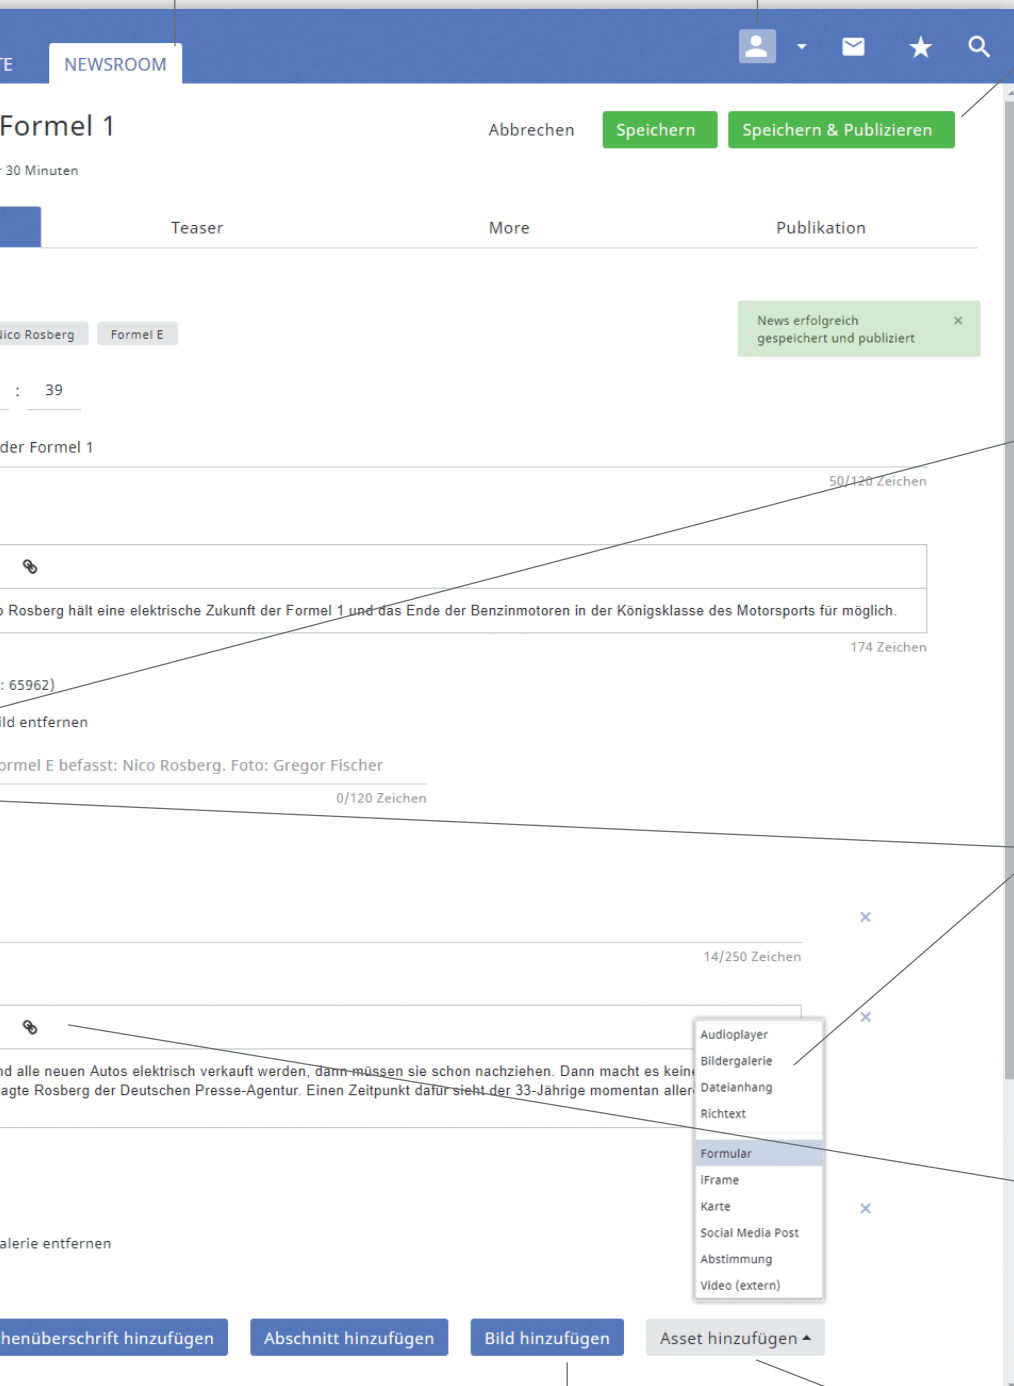 TE
NEWSROOM
Formel 1
Abbrechen
Speichern
Speichern & Publizieren
r 30 Minuten
Teaser
More
Publikation
Nico Rosberg
Formel E
News erfolgreich
gespeichert und publiziert
: 39
der Formel 1
50/120 Zeichen
o Rosberg hält eine elektrische Zukunft der Formel 1 und das Ende der Benzinmotoren in der Königsklasse des Motorsports für möglich.
174 Zeichen
: 65962)
ild entfernen
ormel E befasst: Nico Rosberg. Foto: Gregor Fischer
0/120 Zeichen
14/250 Zeichen
nd alle neuen Autos elektrisch verkauft werden, dann müssen sie schon nachziehen. Dann macht es keine
agte Rosberg der Deutschen Presse-Agentur. Einen Zeitpunkt dafür sieht der 33-Jährige momentan aller
Audioplayer
Bildergalerie
Dateianhang
Richtext
Formular
iFrame
Karte
Social Media Post
Abstimmung
Video (extern)
alerie entfernen
henüberschrift hinzufügen
Abschnitt hinzufügen
Bild hinzufügen
Asset hinzufügen